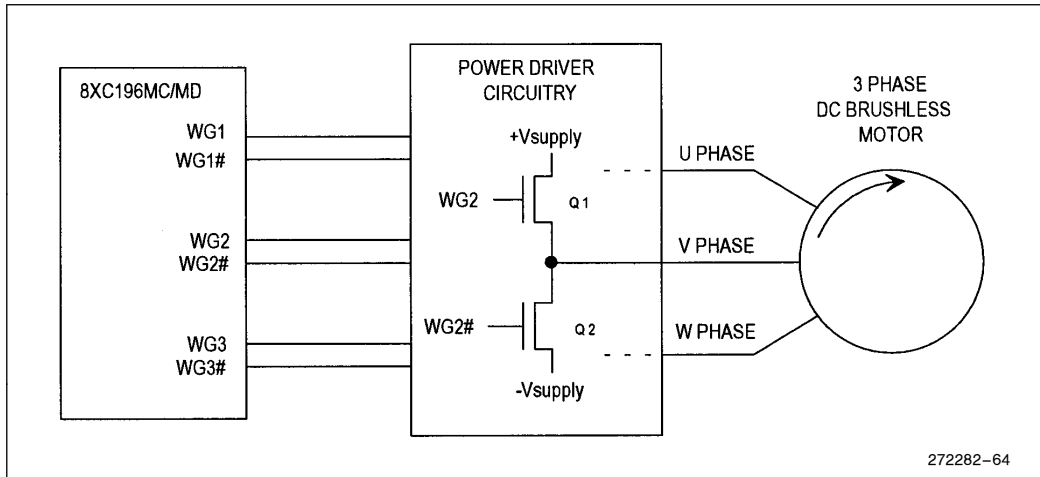 8XC196MC/MD
WG1
WG1#
WG2
WG2#
WG3
WG3#
POWER DRIVER
CIRCUITRY
+Vsupply
WG2
Q1
WG2#
Q2
-Vsupply
U PHASE
V PHASE
W PHASE
3 PHASE
DC BRUSHLESS
MOTOR
272282-64